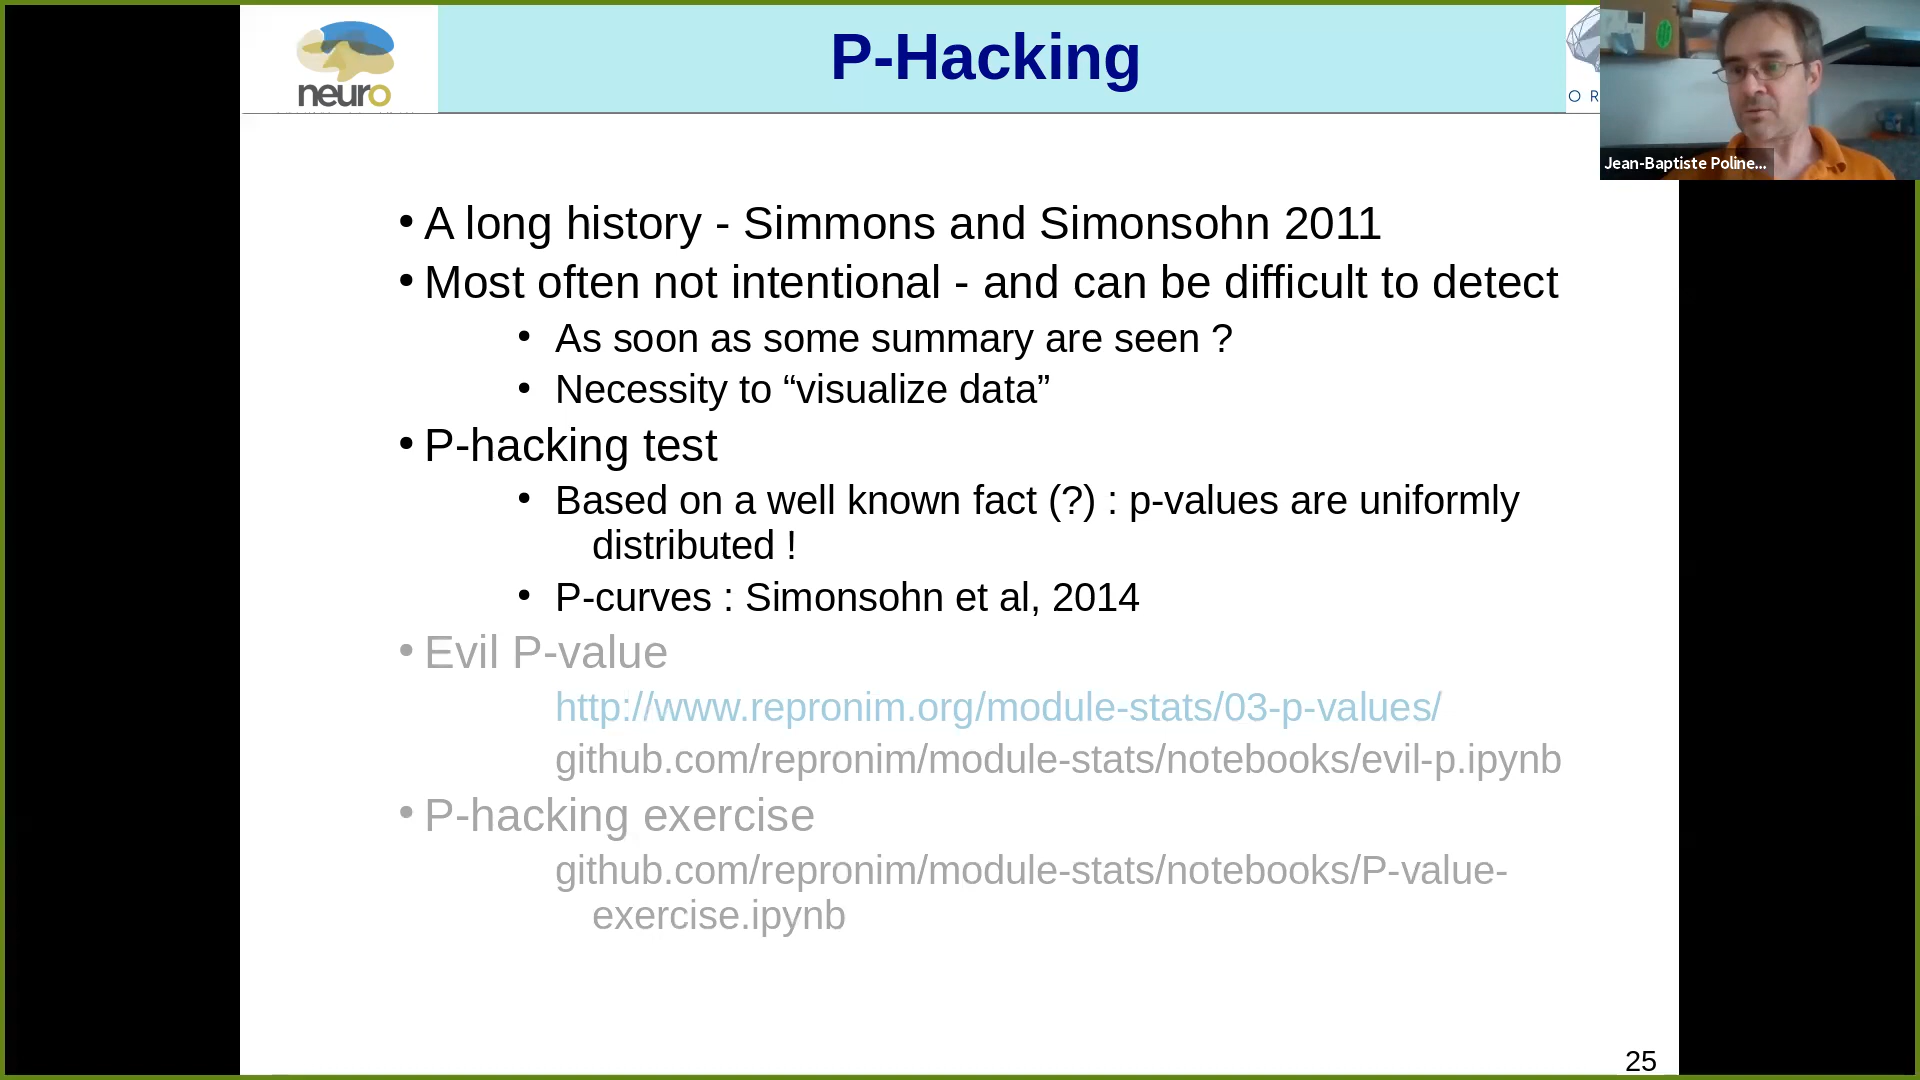 neuro
P-Hacking
O R
Jean-Baptiste Poline...
• A long history - Simmons and Simonsohn 2011
• Most often not intentional - and can be difficult to detect
• As soon as some summary are seen ?
• Necessity to “visualize data”
• P-hacking test
• Based on a well known fact (?) : p-values are uniformly
distributed !
• P-curves : Simonsohn et al, 2014
• Evil P-value
http://www.repronim.org/module-stats/03-p-values/
github.com/repronim/module-stats/notebooks/evil-p.ipynb
• P-hacking exercise
github.com/repronim/module-stats/notebooks/P-value-
exercise.ipynb
25